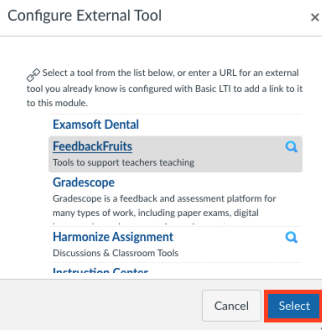 Configure External Tool
×
Select a tool from the list below, or enter a URL for an external
tool you already know is configured with Basic LTI to add a link to it
to this module.
Examsoft Dental
FeedbackFruits
Tools to support teachers teaching
Gradescope
Gradescope is a feedback and assessment platform for
many types of work, including paper exams, digital
Harmonize Assignment
Discussions & Classroom Tools
Instruction Center
Cancel
Select